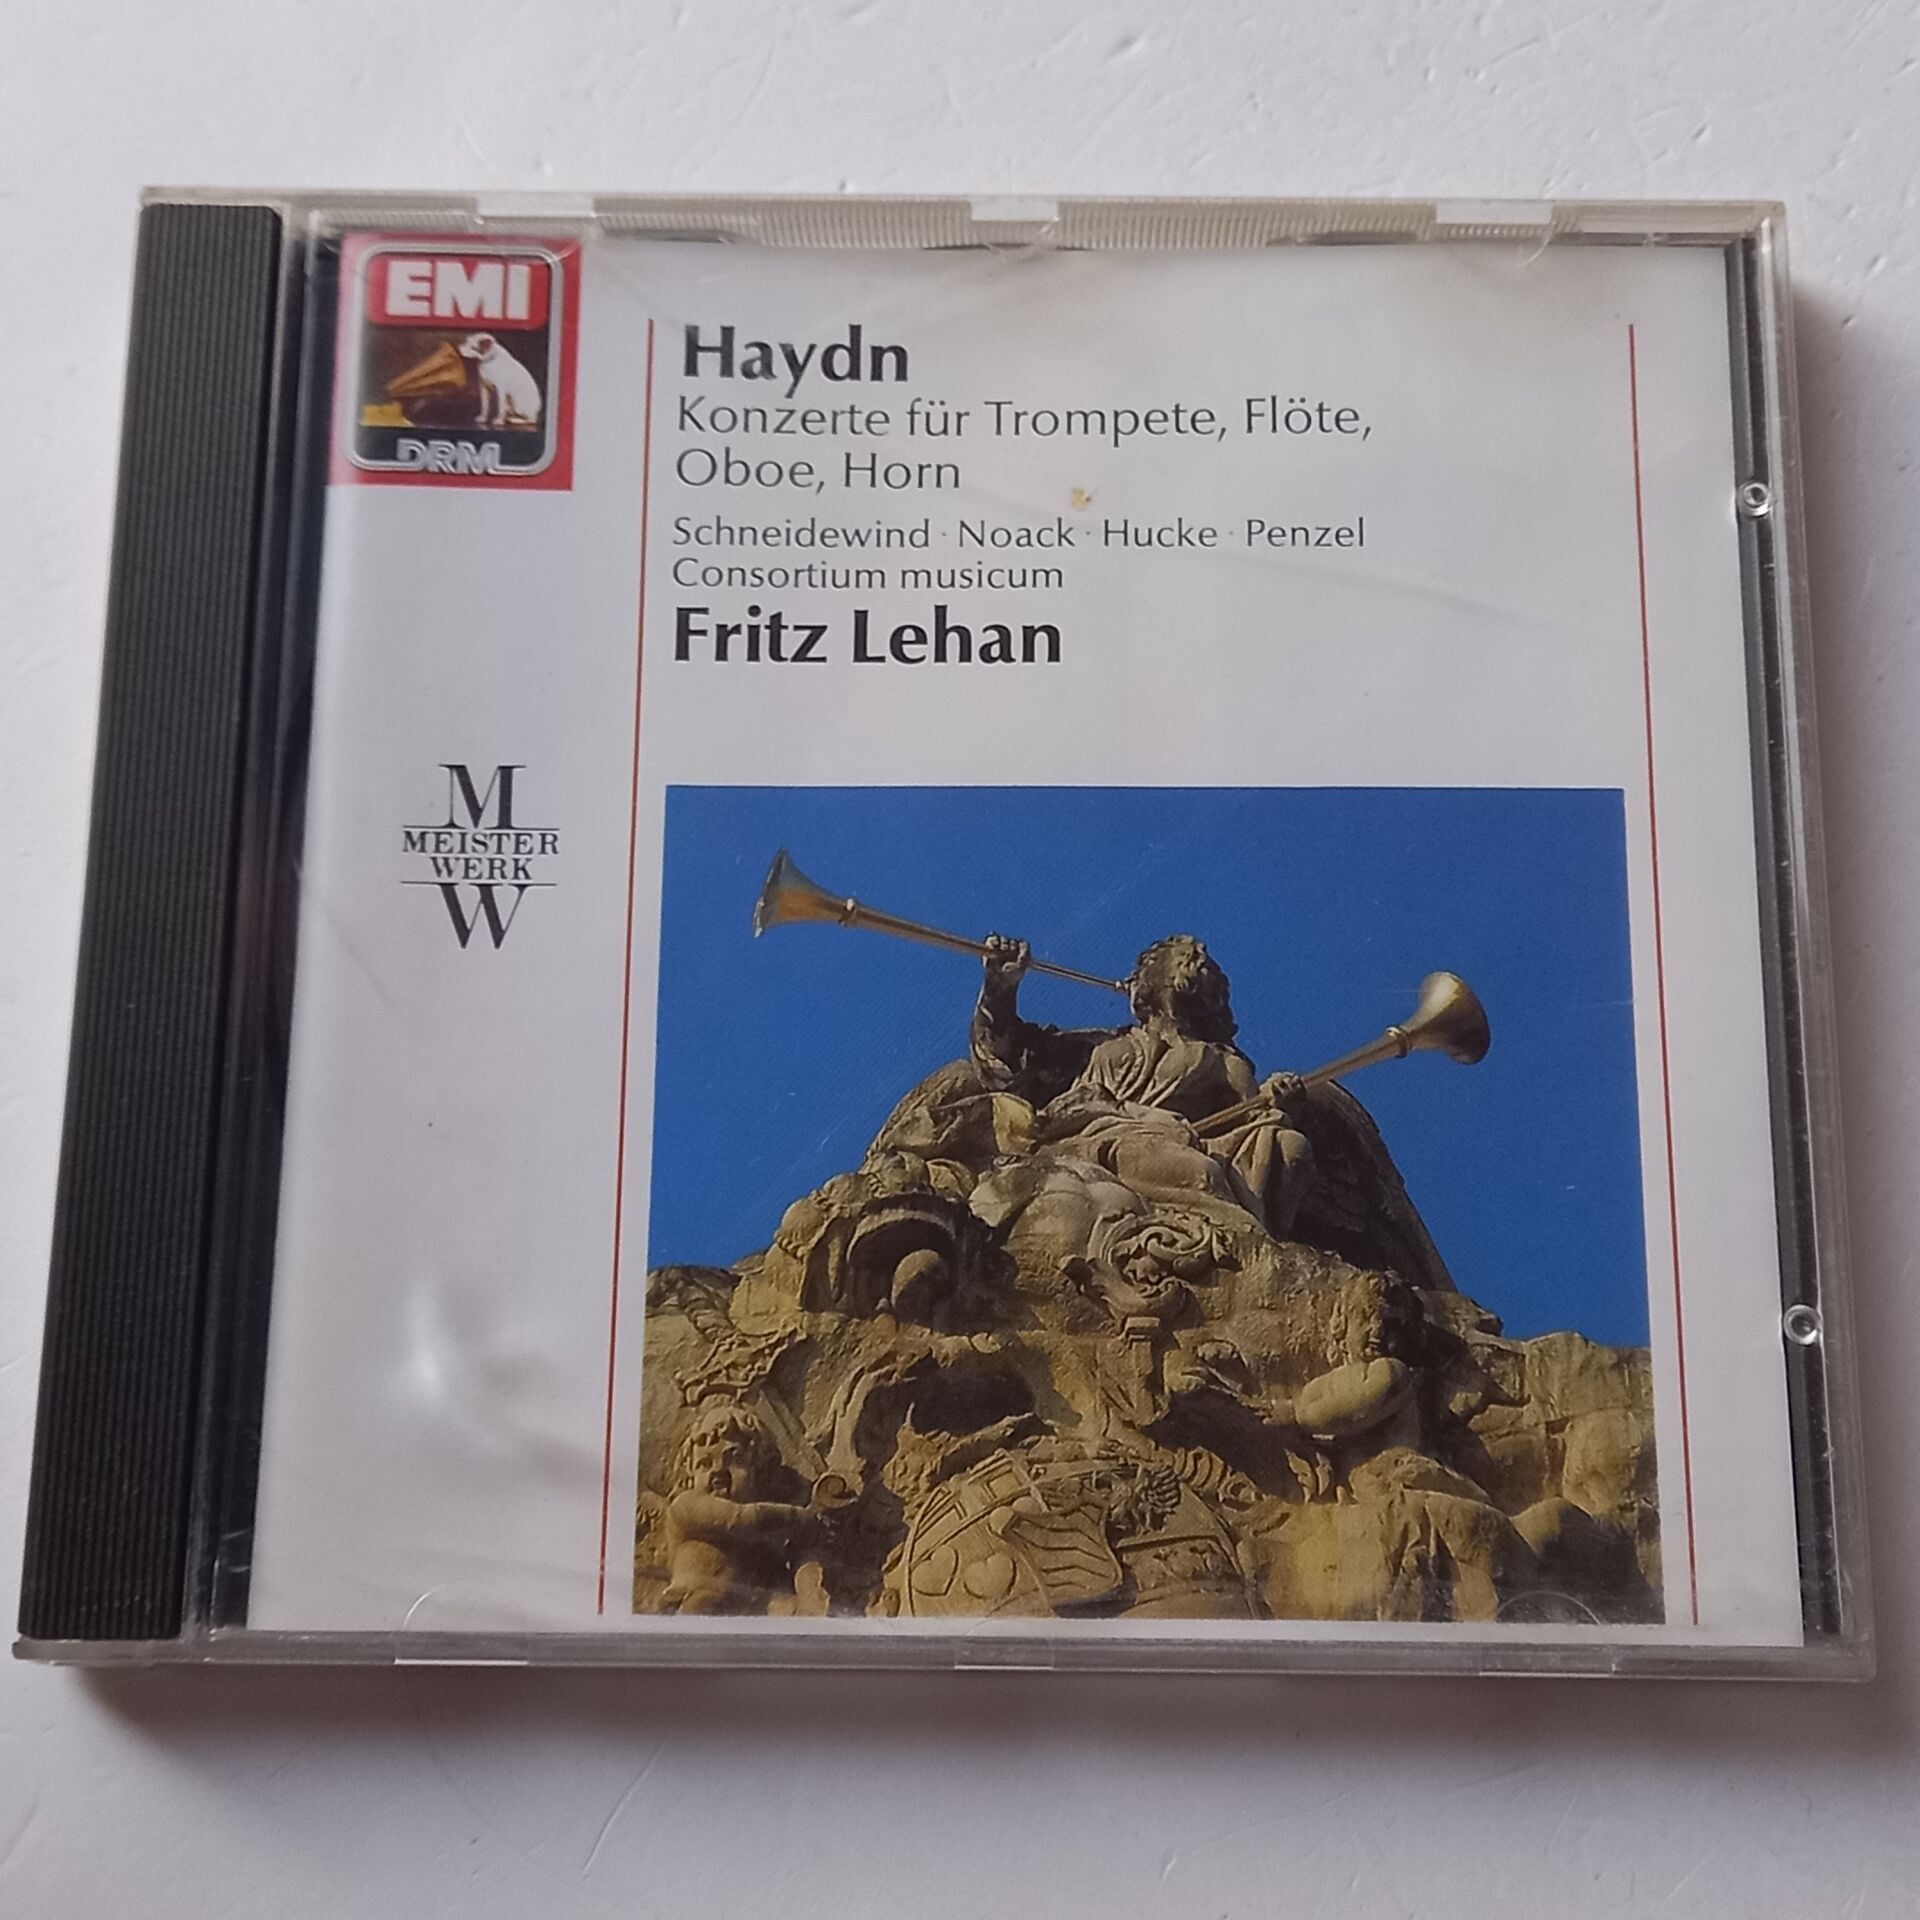 EMI
DRM
Haydn
Konzerte für Trompete, Flöte,
Oboe, Horn
Schneidewind · Noack · Hucke · Penzel
Consortium musicum
Fritz Lehan
M
MEISTER
WERK
W